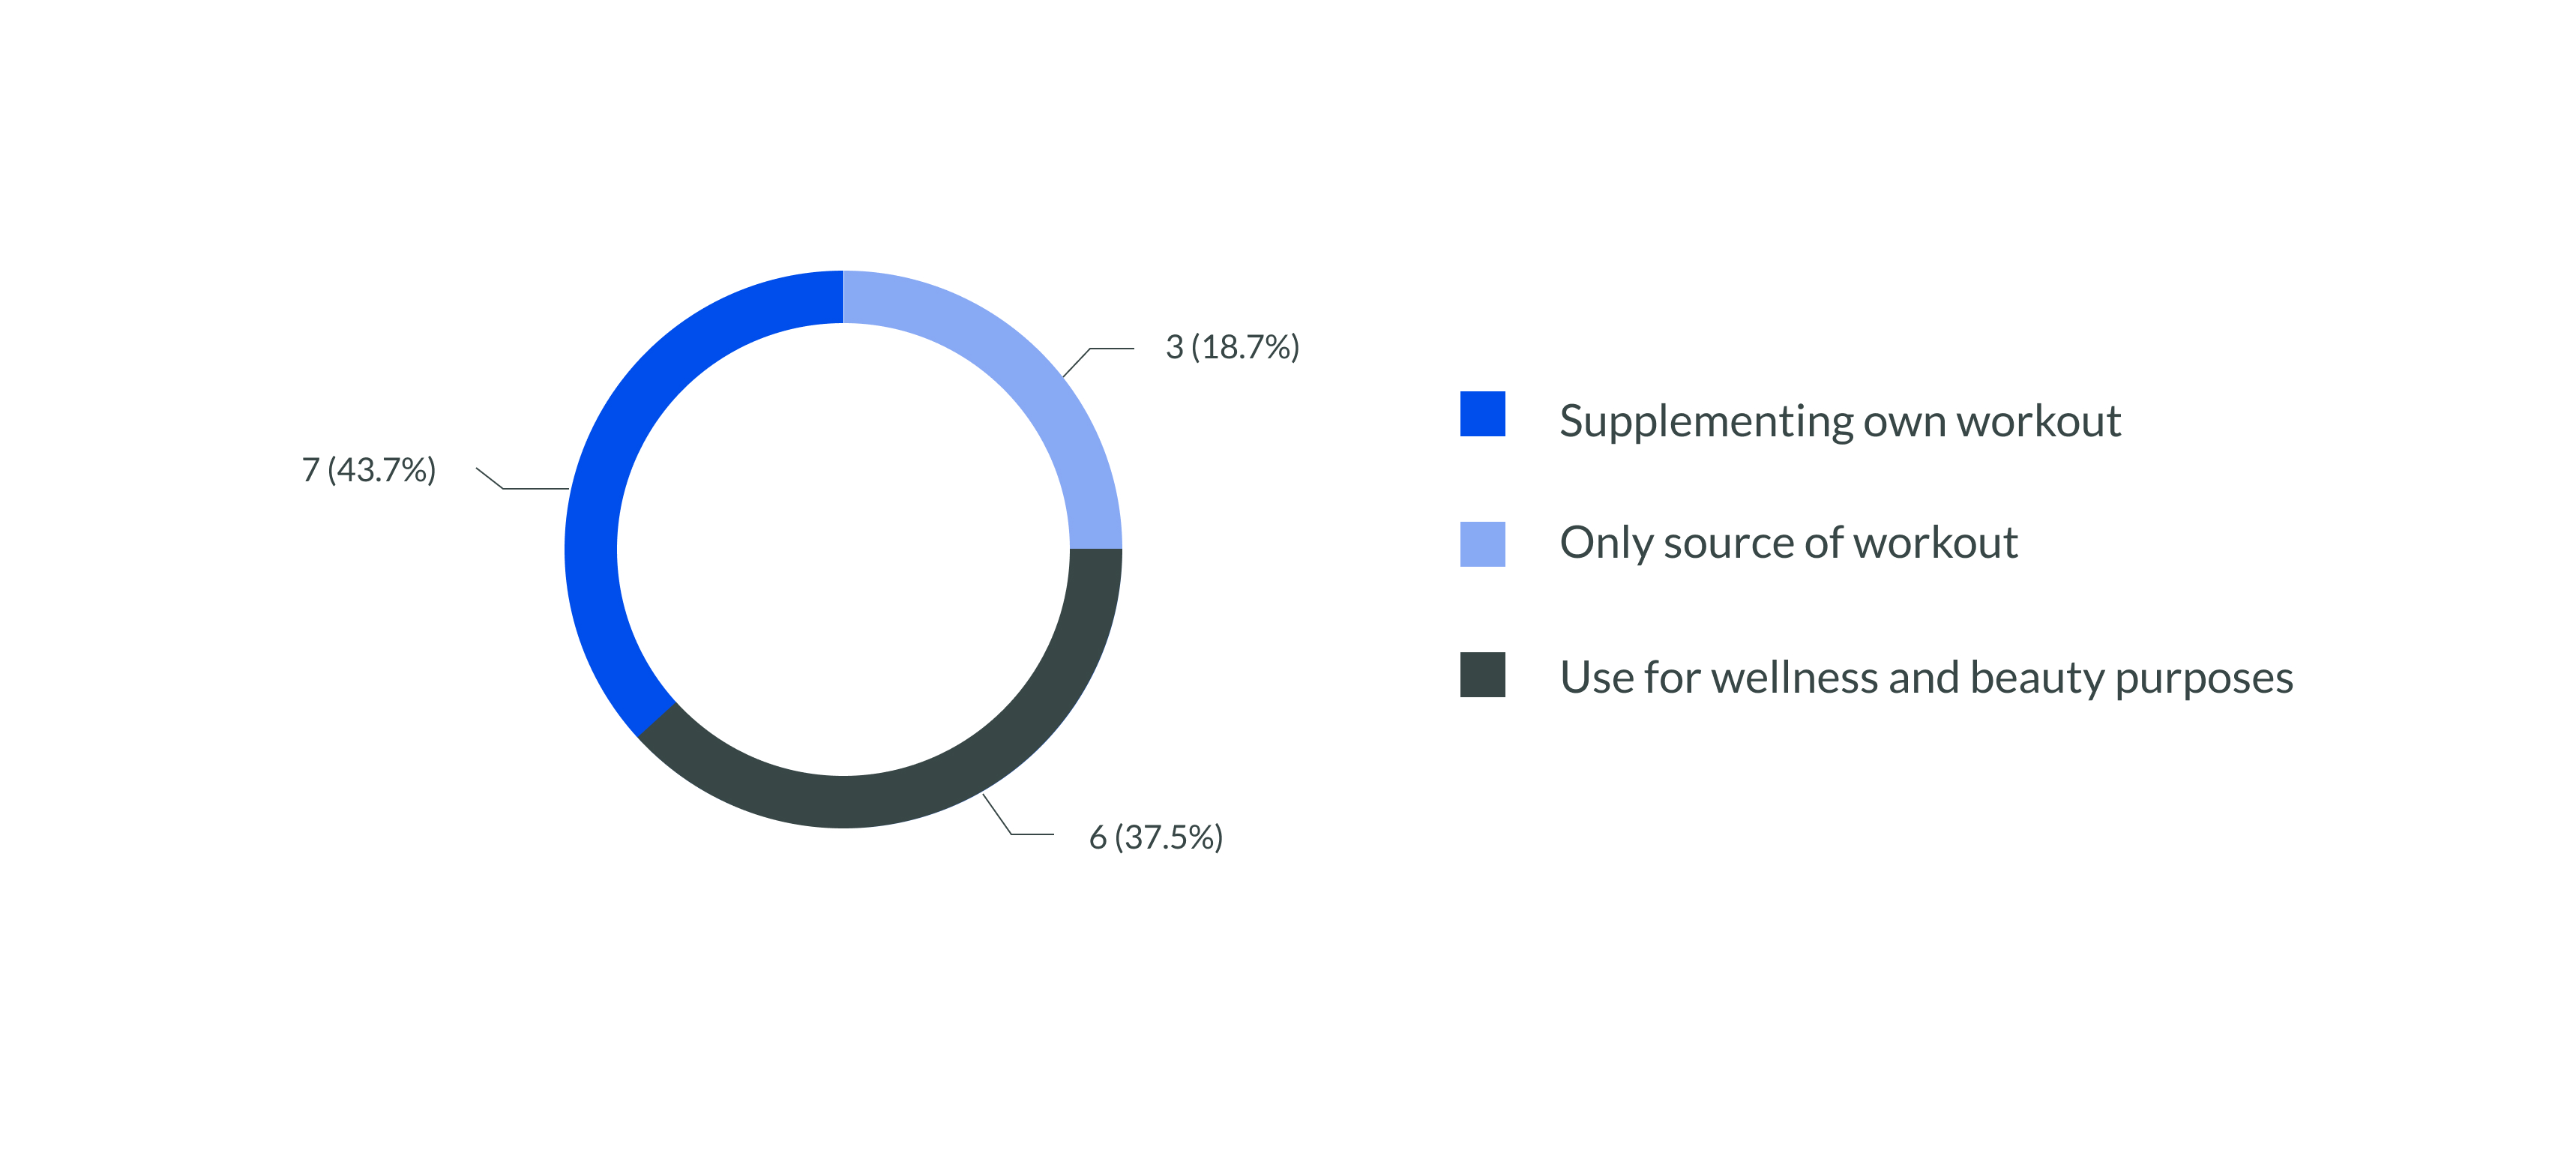 3 (18.7%)
7 (43.7%)
6 (37.5%)
Supplementing own workout
Only source of workout
Use for wellness and beauty purposes